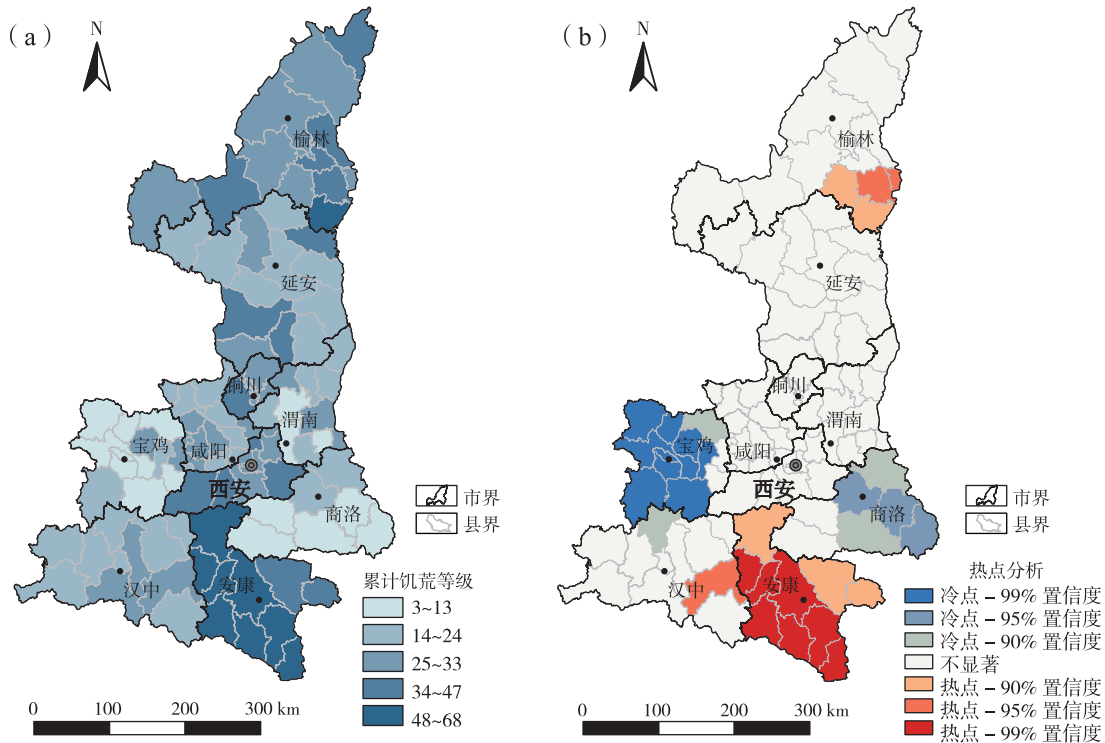 (a)
N
榆林
延安
铜川
渭南
宝鸡
咸阳
西安
商洛
汉中
安康
市界
县界
累计饥荒等级
3~13
14~24
25~33
34~47
48~68
0 100 200 300 km
(b)
N
榆林
延安
铜川
渭南
宝鸡
咸阳
西安
商洛
汉中
安康
市界
县界
热点分析
冷点－99% 置信度
冷点－95% 置信度
冷点－90% 置信度
不显著
热点－90% 置信度
热点－95% 置信度
热点－99% 置信度
0 100 200 300 km